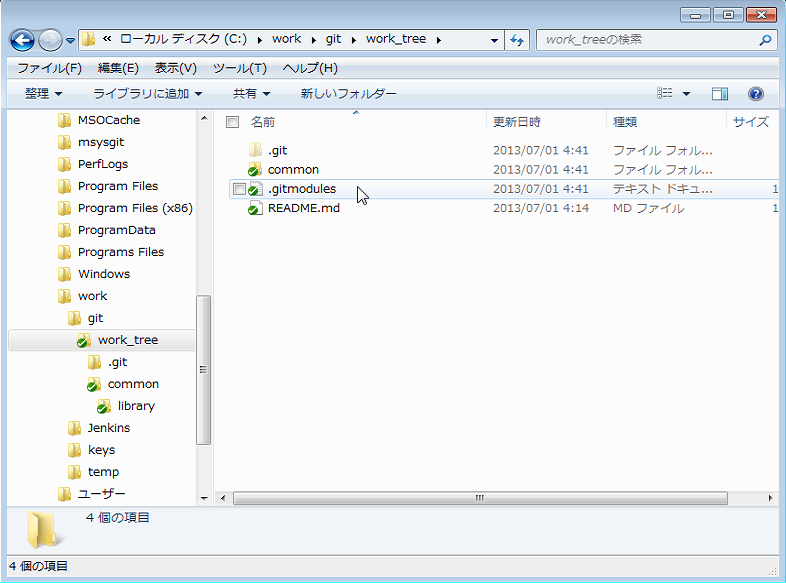 « ローカル ディスク (C:) ▸ work ▸ git ▸ work_tree ▸
work_treeの検索
ファイル(F) 編集(E) 表示(V) ツール(T) ヘルプ(H)
整理 ライブラリに追加 共有 新しいフォルダー
MSOCache
msysgit
PerfLogs
Program Files
Program Files (x86)
ProgramData
Programs Files
Windows
work
git
work_tree
.git
common
library
Jenkins
keys
temp
ユーザー
名前 更新日時 種類 サイズ
.git 2013/07/01 4:41 ファイル フォル...
common 2013/07/01 4:41 ファイル フォル...
.gitmodules 2013/07/01 4:41 テキスト ドキュ... 1
README.md 2013/07/01 4:14 MD ファイル 1
4 個の項目
4 個の項目